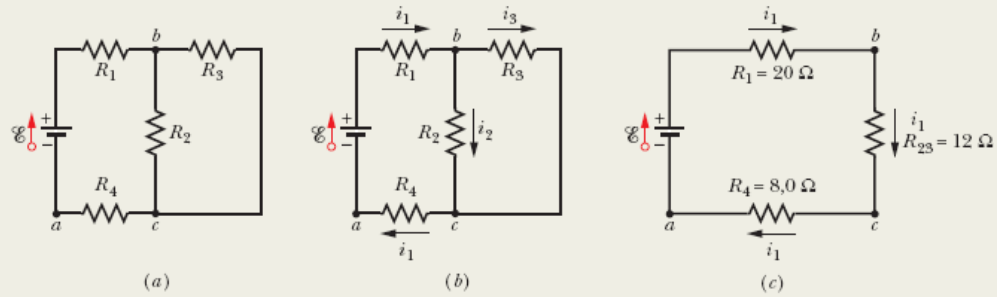 b
R₁
R₃
ℰ
+
−
R₂
R₄
a
c
(a)
i₁
i₃
b
R₁
R₃
ℰ
+
−
R₂
i₂
R₄
a
c
i₁
(b)
i₁
b
R₁ = 20 Ω
ℰ
+
−
i₁
R₂₃ = 12 Ω
R₄ = 8,0 Ω
a
c
i₁
(c)